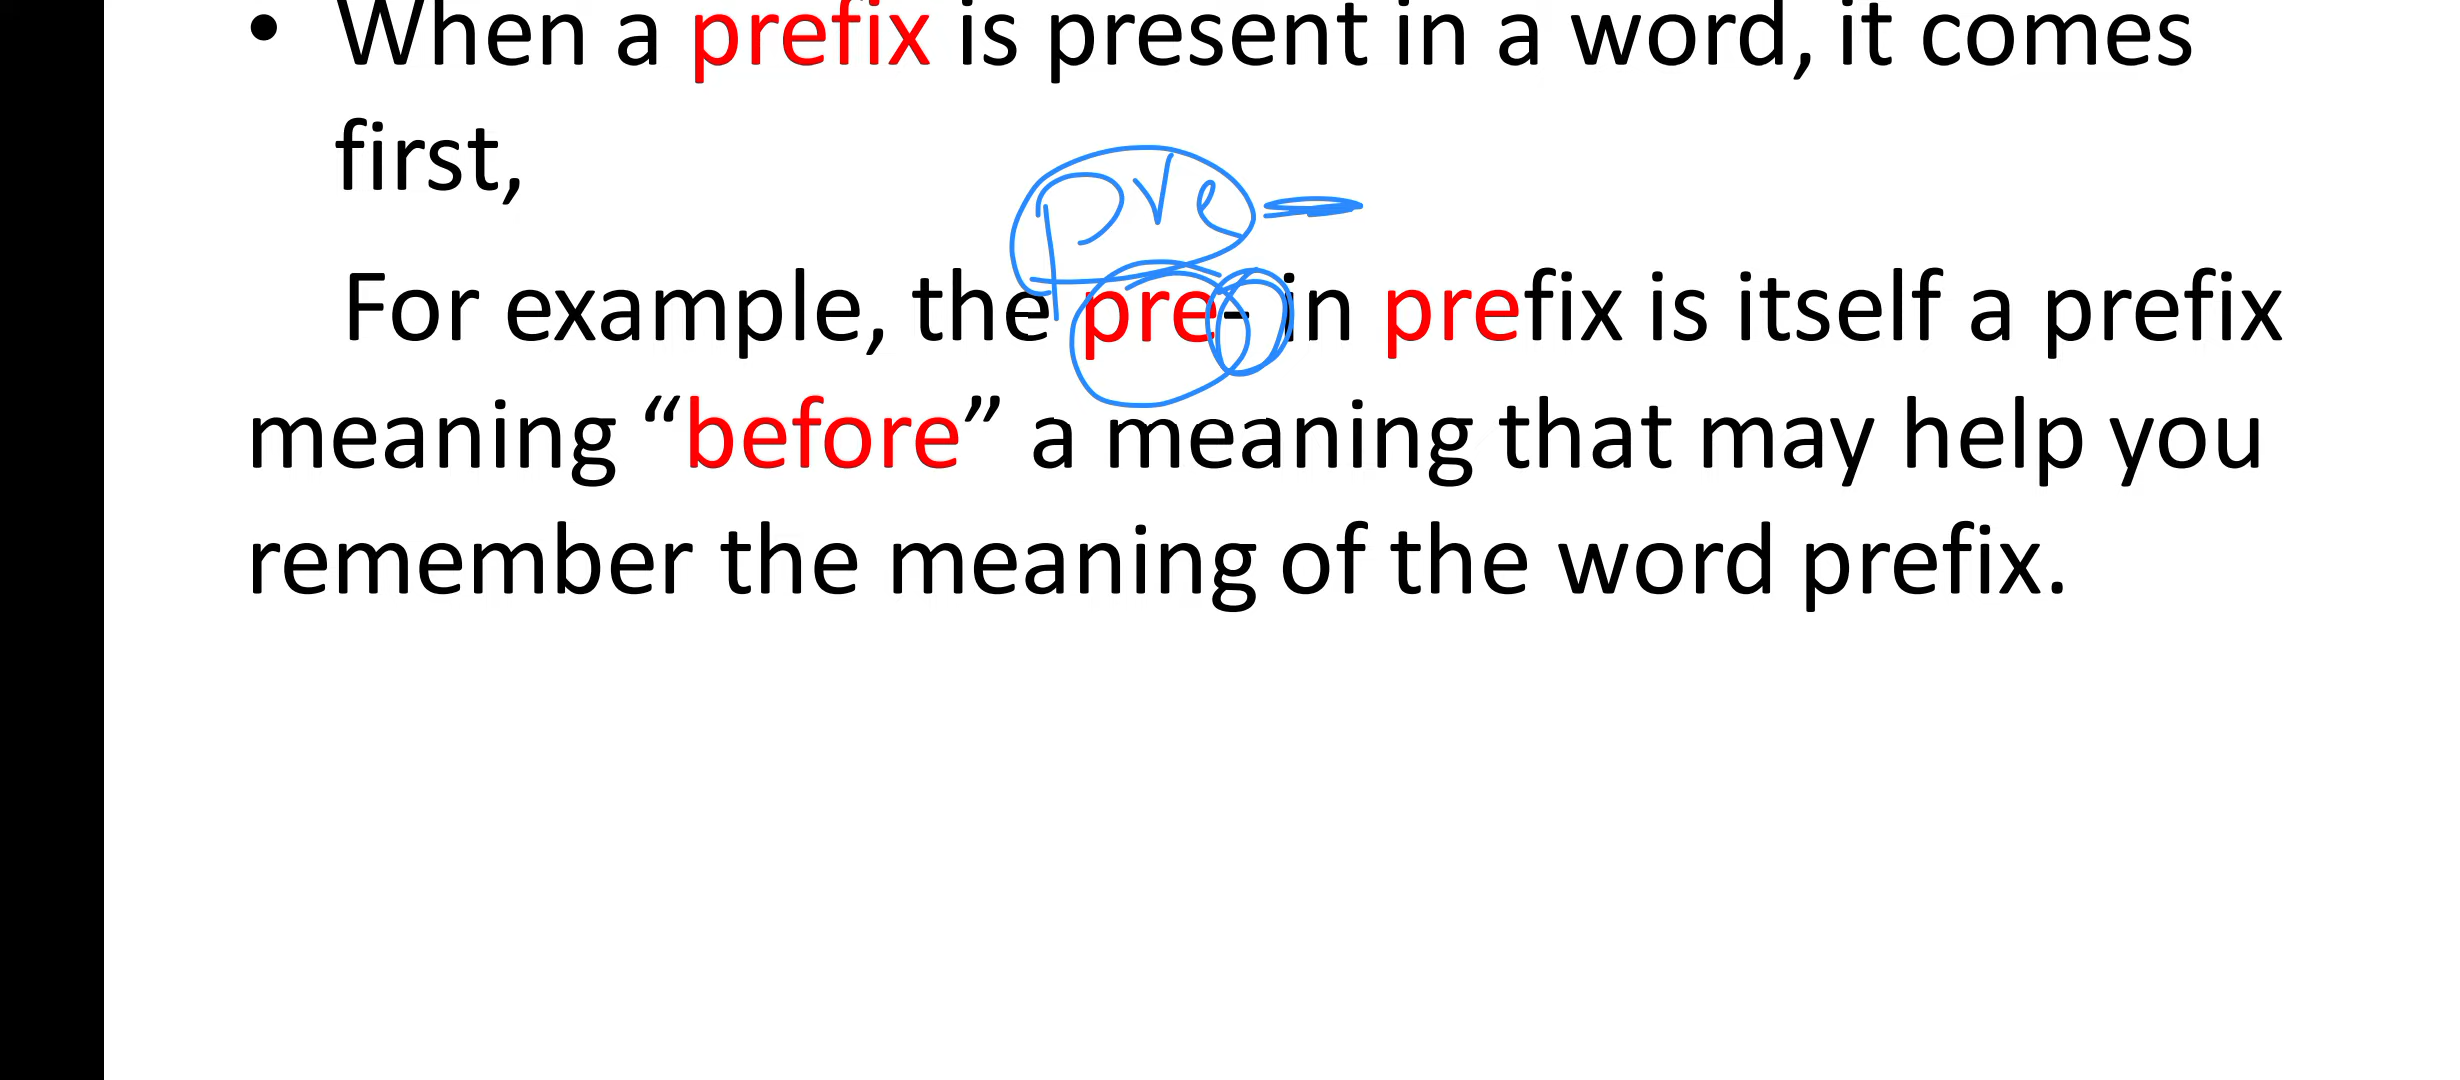 • When a prefix is present in a word, it comes
first,
pre-
For example, the pre- in prefix is itself a prefix
meaning “before” a meaning that may help you
remember the meaning of the word prefix.